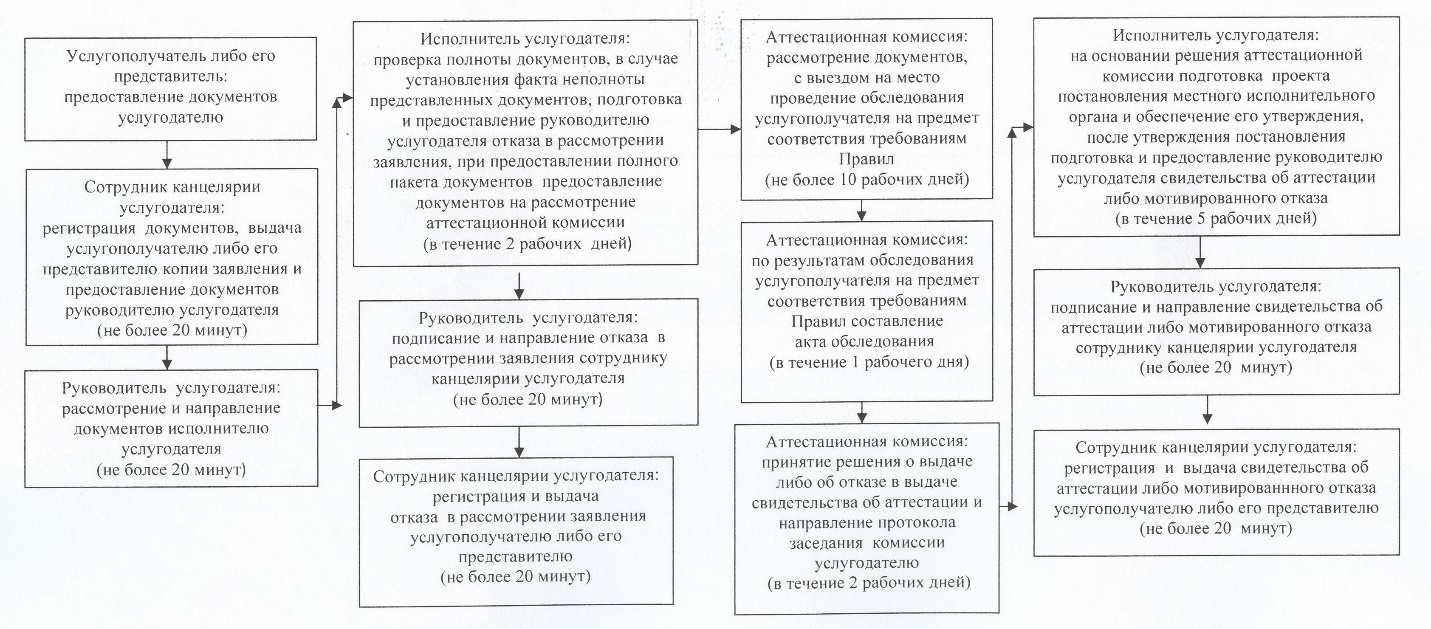 Услугополучатель либо его
представитель:
предоставление документов
услугодателю
Сотрудник канцелярии
услугодателя:
регистрация документов, выдача
услугополучателю либо его
представителю копии заявления и
предоставление документов
руководителю услугодателя
(не более 20 минут)
Руководитель услугодателя:
рассмотрение и направление
документов исполнителю
услугодателя
(не более 20 минут)
Исполнитель услугодателя:
проверка полноты документов, в случае
установления факта неполноты
представленных документов, подготовка
и предоставление руководителю
услугодателя отказа в рассмотрении
заявления, при предоставлении полного
пакета документов предоставление
документов на рассмотрение
аттестационной комиссии
(в течение 2 рабочих дней)
Руководитель услугодателя:
подписание и направление отказа в
рассмотрении заявления сотруднику
канцелярии услугодателя
(не более 20 минут)
Сотрудник канцелярии услугодателя:
регистрация и выдача
отказа в рассмотрении заявления
услугополучателю либо его
представителю
(не более 20 минут)
Аттестационная комиссия:
рассмотрение документов,
с выездом на место
проведение обследования
услугополучателя на предмет
соответствия требованиям
Правил
(не более 10 рабочих дней)
Аттестационная комиссия:
по результатам обследования
услугополучателя на предмет
соответствия требованиям
Правил составление
акта обследования
(в течение 1 рабочего дня)
Аттестационная комиссия:
принятие решения о выдаче
либо об отказе в выдаче
свидетельства об аттестации и
направление протокола
заседания комиссии
услугодателю
(в течение 2 рабочих дней)
Исполнитель услугодателя:
на основании решения аттестационной
комиссии подготовка проекта
постановления местного исполнительного
органа и обеспечение его утверждения,
после утверждения постановления
подготовка и предоставление руководителю
услугодателя свидетельства об аттестации
либо мотивированного отказа
(в течение 5 рабочих дней)
Руководитель услугодателя:
подписание и направление свидетельства об
аттестации либо мотивированного отказа
сотруднику канцелярии услугодателя
(не более 20 минут)
Сотрудник канцелярии услугодателя:
регистрация и выдача свидетельства об
аттестации либо мотивированнного отказа
услугополучателю либо его представителю
(не более 20 минут)